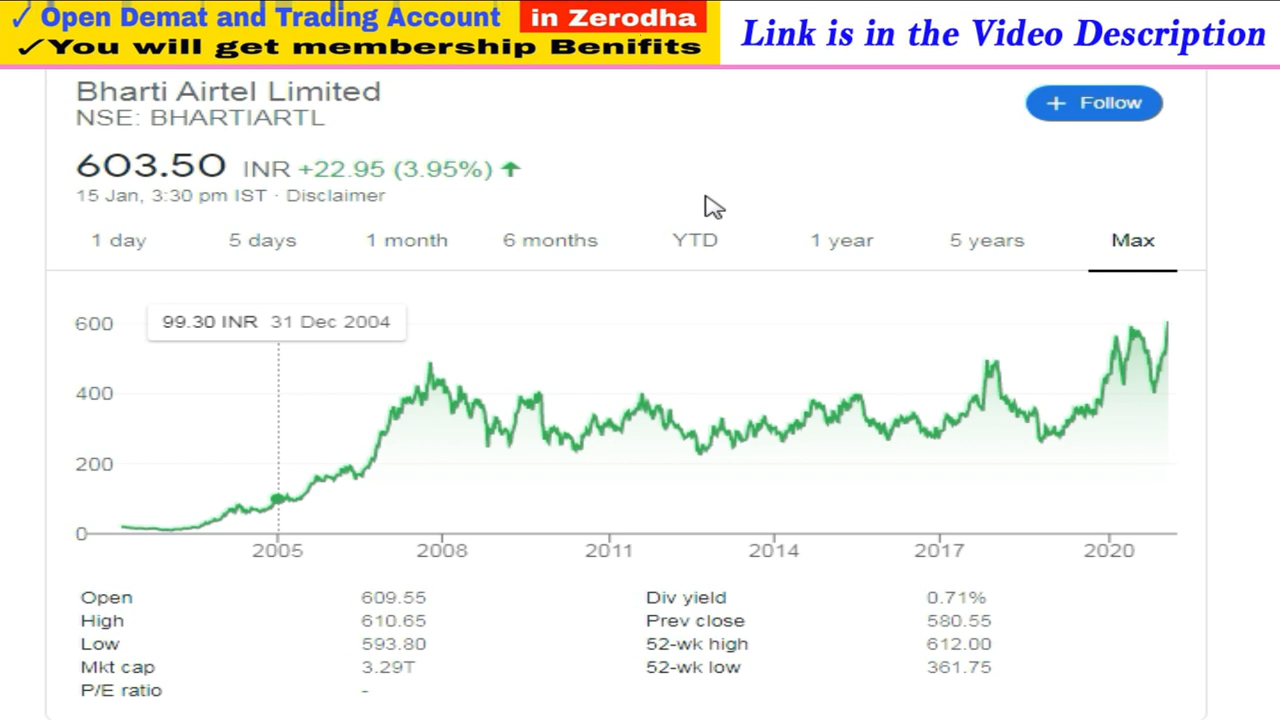 ✓ Open Demat and Trading Account in Zerodha
✓You will get membership Benifits
Link is in the Video Description
Bharti Airtel Limited
NSE: BHARTIARTL
+ Follow
603.50 INR +22.95 (3.95%) ↑
15 Jan, 3:30 pm IST · Disclaimer
1 day 5 days 1 month 6 months YTD 1 year 5 years Max
99.30 INR 31 Dec 2004
600
400
200
0
2005 2008 2011 2014 2017 2020
Open 609.55 Div yield 0.71%
High 610.65 Prev close 580.55
Low 593.80 52-wk high 612.00
Mkt cap 3.29T 52-wk low 361.75
P/E ratio -